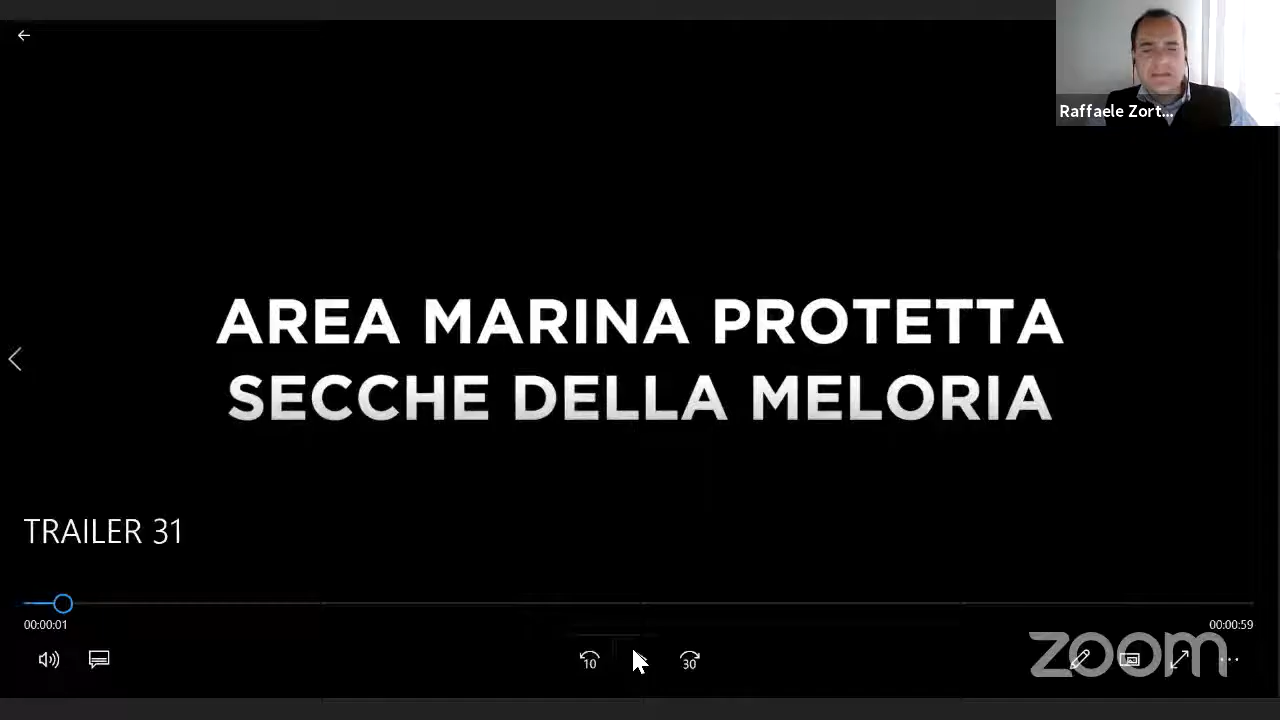 Raffaele Zort...
AREA MARINA PROTETTA
SECCHE DELLA MELORIA
TRAILER 31
00:00:01
00:00:59
10
30
zoom